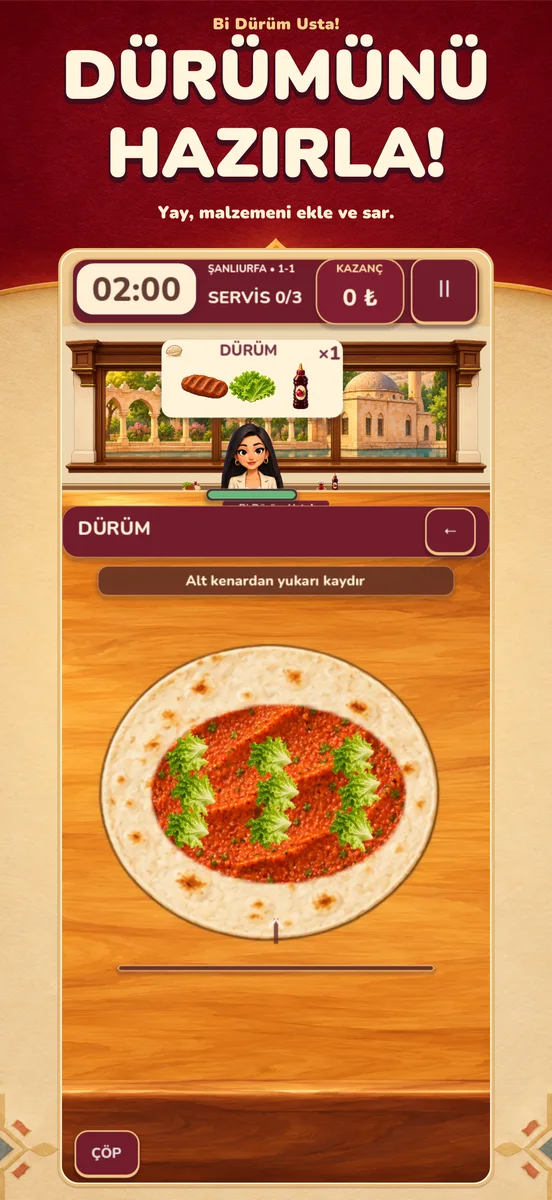 Bi Dürüm Usta!
DÜRÜMÜNÜ
HAZIRLA!
Yay, malzemeni ekle ve sar.
02:00
ŞANLIURFA • 1-1
SERVİS 0/3
KAZANÇ
0 ₺
DÜRÜM
×1
DÜRÜM
←
Alt kenardan yukarı kaydır
ÇÖP